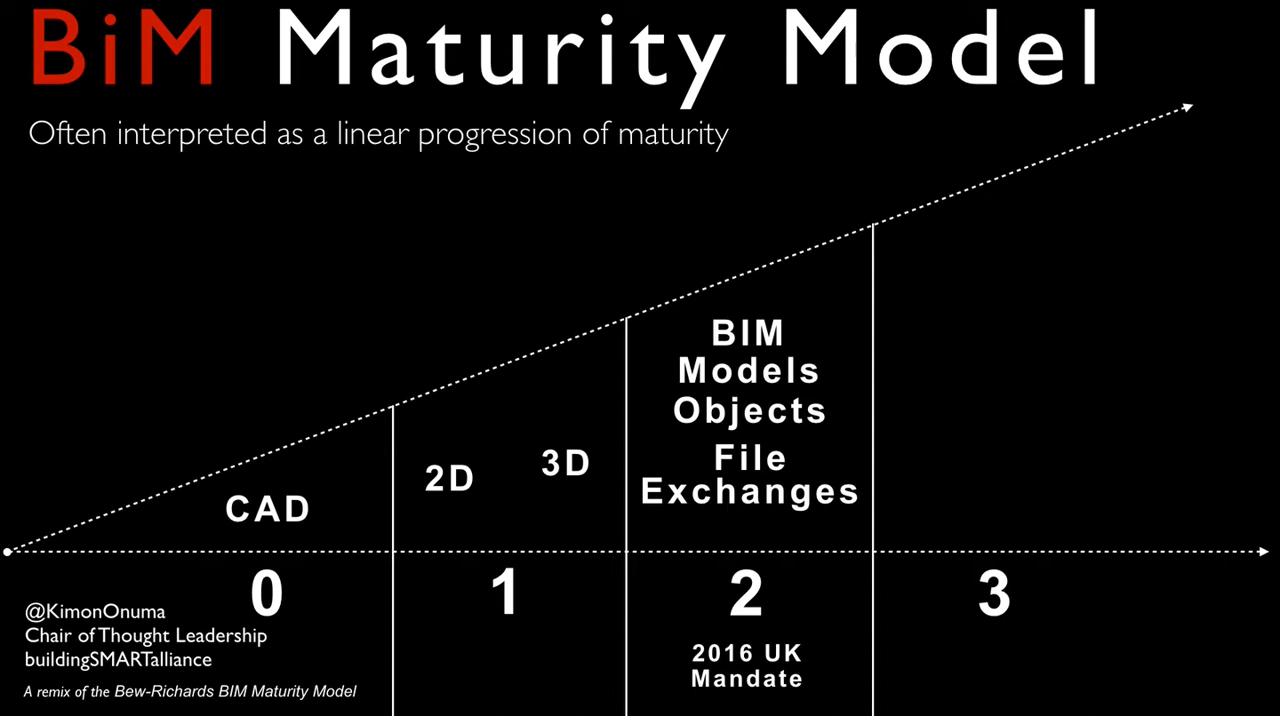 BiM Maturity Model
Often interpreted as a linear progression of maturity
BIM
Models
Objects
File
Exchanges
2D
3D
CAD
0
1
2
3
2016 UK
Mandate
@KimonOnuma
Chair of Thought Leadership
buildingSMARTalliance
A remix of the Bew-Richards BIM Maturity Model